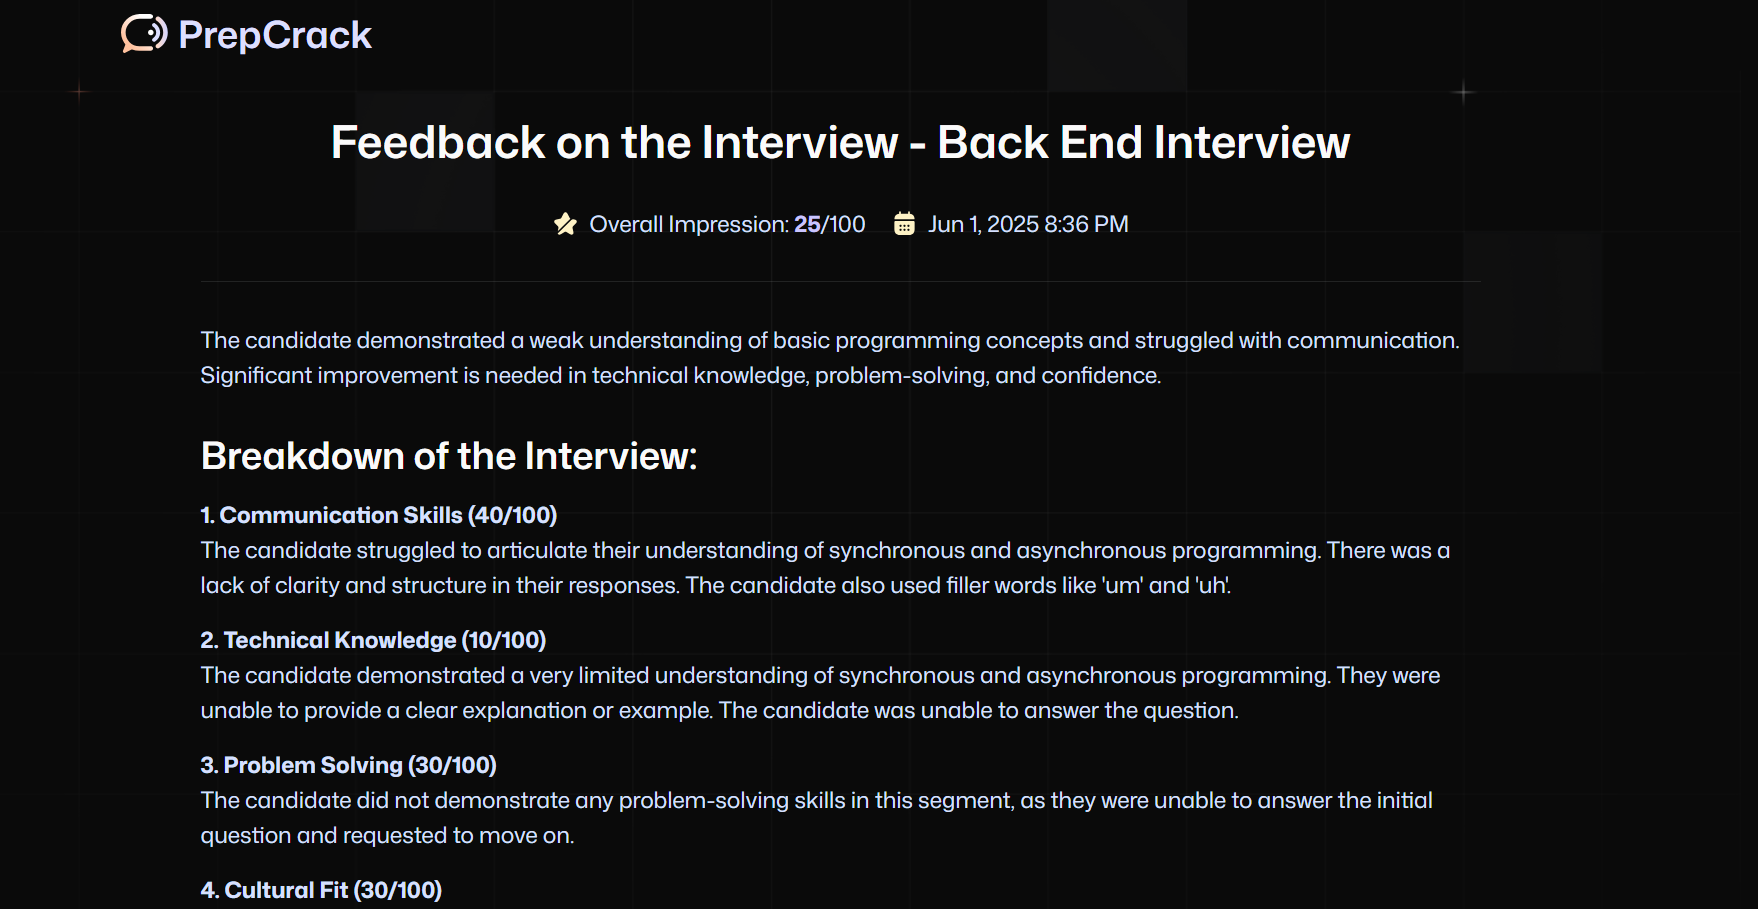 PrepCrack
Feedback on the Interview - Back End Interview
Overall Impression: 25/100 Jun 1, 2025 8:36 PM
The candidate demonstrated a weak understanding of basic programming concepts and struggled with communication.
Significant improvement is needed in technical knowledge, problem-solving, and confidence.
Breakdown of the Interview:
1. Communication Skills (40/100)
The candidate struggled to articulate their understanding of synchronous and asynchronous programming. There was a
lack of clarity and structure in their responses. The candidate also used filler words like 'um' and 'uh'.
2. Technical Knowledge (10/100)
The candidate demonstrated a very limited understanding of synchronous and asynchronous programming. They were
unable to provide a clear explanation or example. The candidate was unable to answer the question.
3. Problem Solving (30/100)
The candidate did not demonstrate any problem-solving skills in this segment, as they were unable to answer the initial
question and requested to move on.
4. Cultural Fit (30/100)